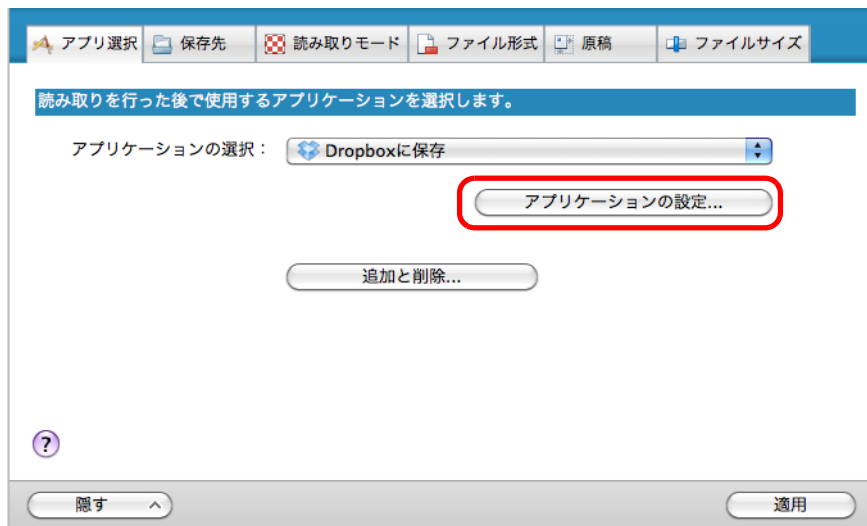 アプリ選択 保存先 読み取りモード ファイル形式 原稿 ファイルサイズ
読み取りを行った後で使用するアプリケーションを選択します。
アプリケーションの選択： Dropboxに保存
アプリケーションの設定...
追加と削除...
?
隠す 適用